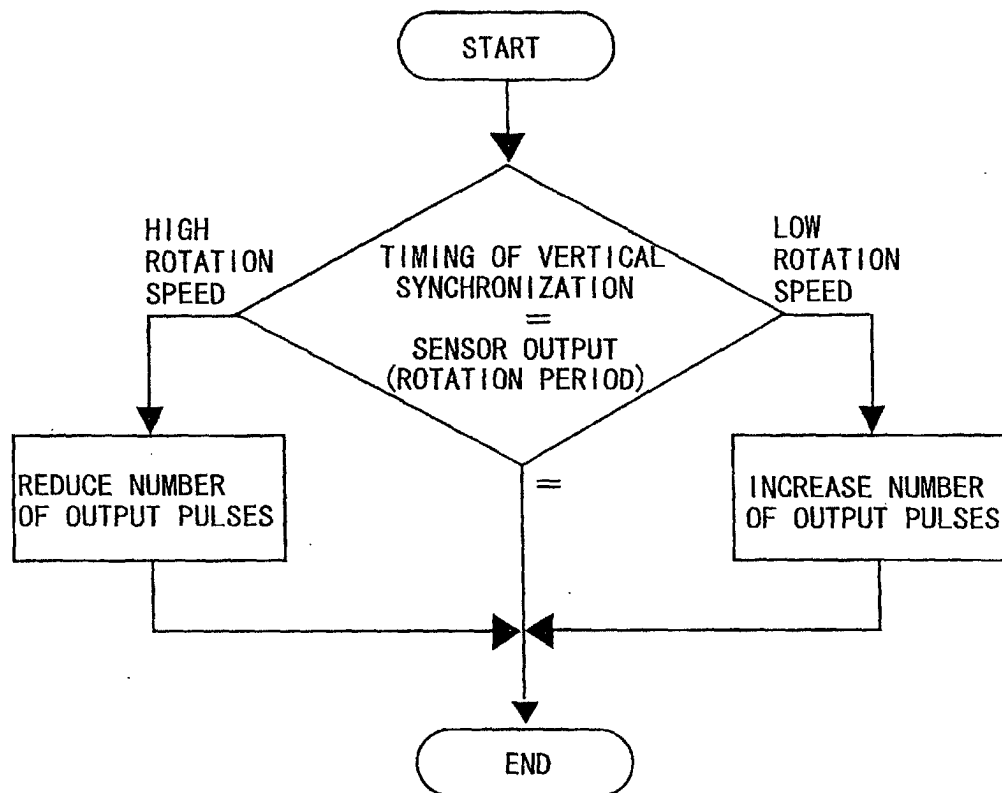 START
HIGH
ROTATION
SPEED
TIMING OF VERTICAL
SYNCHRONIZATION
=
SENSOR OUTPUT
(ROTATION PERIOD)
LOW
ROTATION
SPEED
REDUCE NUMBER
OF OUTPUT PULSES
=
INCREASE NUMBER
OF OUTPUT PULSES
END